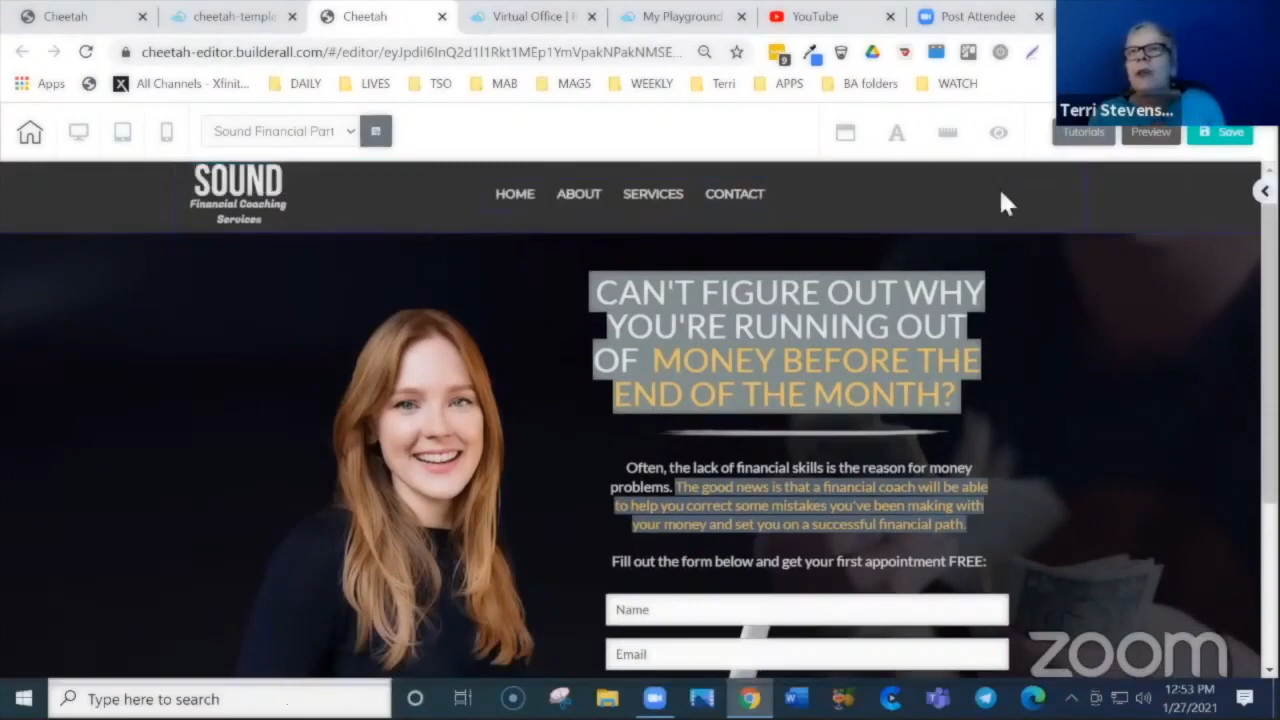 Cheetah
cheetah-templa
Cheetah
Virtual Office | B
My Playground
YouTube
Post Attendee
cheetah-editor.builderall.com/#/editor/eyJpdiI6InQ2d1l1Rkt1MEp1YmVpakNPakNMSE...
9
Apps
All Channels - Xfinit...
DAILY
LIVES
TSO
MAB
MAG5
WEEKLY
Terri
APPS
BA folders
WATCH
Terri Stevens...
Sound Financial Part
Tutorials
Preview
Save
SOUND
Financial Coaching
Services
HOME
ABOUT
SERVICES
CONTACT
CAN'T FIGURE OUT WHY
YOU'RE RUNNING OUT
OF MONEY BEFORE THE
END OF THE MONTH?
Often, the lack of financial skills is the reason for money
problems. The good news is that a financial coach will be able
to help you correct some mistakes you've been making with
your money and set you on a successful financial path.
Fill out the form below and get your first appointment FREE:
Name
Email
zoom
Type here to search
12:53 PM
1/27/2021